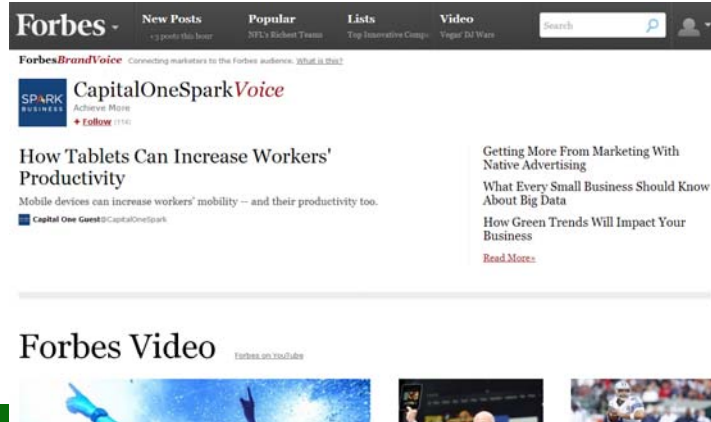 Forbes
New Posts
+3 posts this hour
Popular
NFL's Richest Teams
Lists
Top Innovative Comp
Video
Vegas' DJ Wars
Search
ForbesBrandVoice Connecting marketers to the Forbes audience. What is this?
SPARK
BUSINESS
CapitalOneSparkVoice
Achieve More
+ Follow (114)
How Tablets Can Increase Workers'
Productivity
Mobile devices can increase workers' mobility -- and their productivity too.
Capital One Guest@CapitalOneSpark
Getting More From Marketing With
Native Advertising
What Every Small Business Should Know
About Big Data
How Green Trends Will Impact Your
Business
Read More»
Forbes Video
Forbes on YouTube